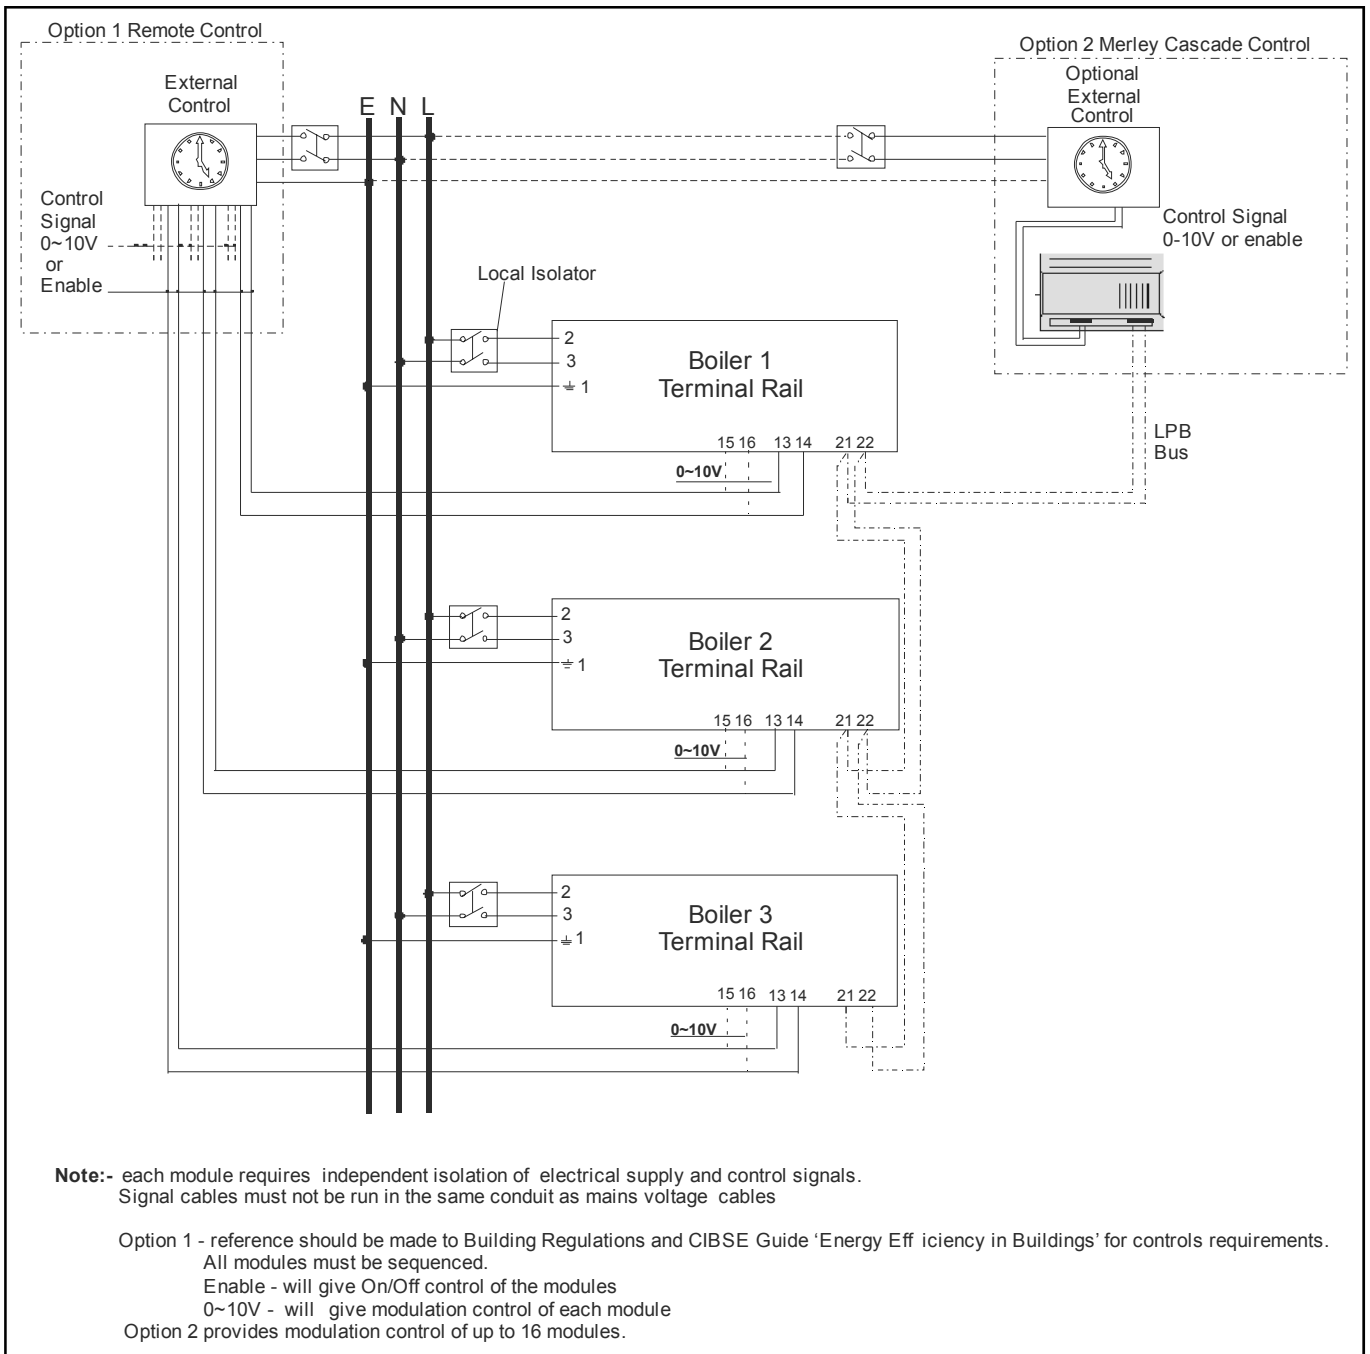 Option 1 Remote Control
Option 2 Merley Cascade Control
External
Control
Optional
External
Control
E N L
Control
Signal
0~10V
or
Enable
Control Signal
0-10V or enable
Local Isolator
2
3
1
Boiler 1
Terminal Rail
15 16 13 14 21 22
0~10V
LPB
Bus
2
3
1
Boiler 2
Terminal Rail
15 16 13 14 21 22
0~10V
2
3
1
Boiler 3
Terminal Rail
15 16 13 14 21 22
0~10V
Note:- each module requires independent isolation of electrical supply and control signals.
Signal cables must not be run in the same conduit as mains voltage cables
Option 1 - reference should be made to Building Regulations and CIBSE Guide ‘Energy Eff iciency in Buildings’ for controls requirements.
All modules must be sequenced.
Enable - will give On/Off control of the modules
0~10V - will give modulation control of each module
Option 2 provides modulation control of up to 16 modules.